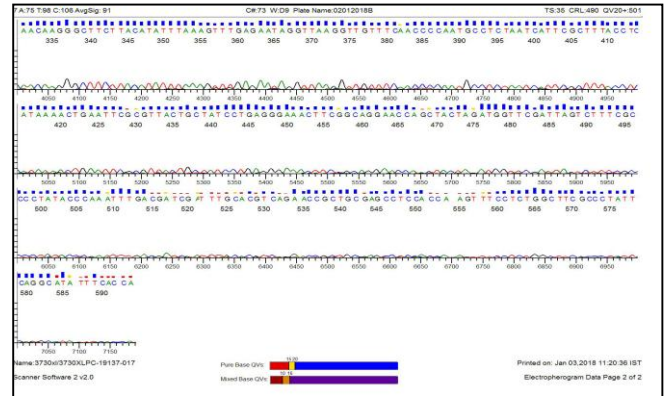 7 A:75 T:98 C:106 AvgSig: 91 C#:73 W:D9 Plate Name:02012018B TS:35 CRL:490 QV20+:501
AACAAGGGCTTCTTACATATTTAAAGTTTGAGAATAGGTTAAGGTTGTTTCAACCCCAATGCCTCTAATCATTCGCTTTACCTC
335 340 345 350 355 360 365 370 375 380 385 390 395 400 405 410
4050 4100 4150 4200 4250 4300 4350 4400 4450 4500 4550 4600 4650 4700 4750 4800 4850 4900 4950
ATAAAACTGAATTCGCGTTACTGCTATCCTGAGGGAAACTTCGGCAGGAACCAGCTACTAGATGGTTCGATTAGTCTTTCGC
420 425 430 435 440 445 450 455 460 465 470 475 480 485 490 495
5050 5100 5150 5200 5250 5300 5350 5400 5450 5500 5550 5600 5650 5700 5750 5800 5850 5900 5950
CCCTATACCCAAATTTGACGATCGAT TTGCACGTCAGAACCGCTGCGAGCCTCCACCA AGTTTCCTCTGGCTTCGCCCTATT
505 510 515 520 525 530 535 540 545 550 555 560 565 570 575
6050 6100 6150 6200 6250 6300 6350 6400 6450 6500 6550 6600 6650 6700 6750 6800 6850 6900 6950
CAGGCATA TTTCACCA
580 585 590
7050 7100 7150
Name:3730xl/3730XLPC-19137-017 Pure Base QVs: Printed on: Jan 03,2018 11:20:36 IST
Scanner Software 2 v2.0 Mixed Base QVs: Electropherogram Data Page 2 of 2